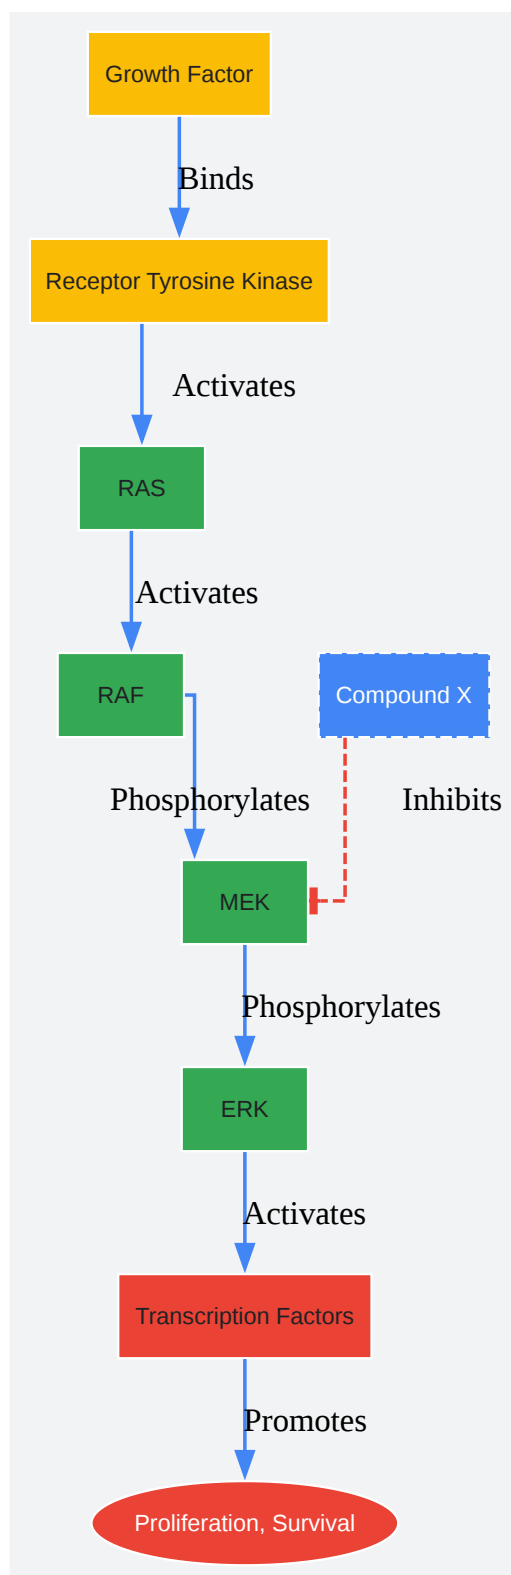 Growth Factor
Binds
Receptor Tyrosine Kinase
Activates
RAS
Activates
RAF
Compound X
Phosphorylates
Inhibits
MEK
Phosphorylates
ERK
Activates
Transcription Factors
Promotes
Proliferation, Survival